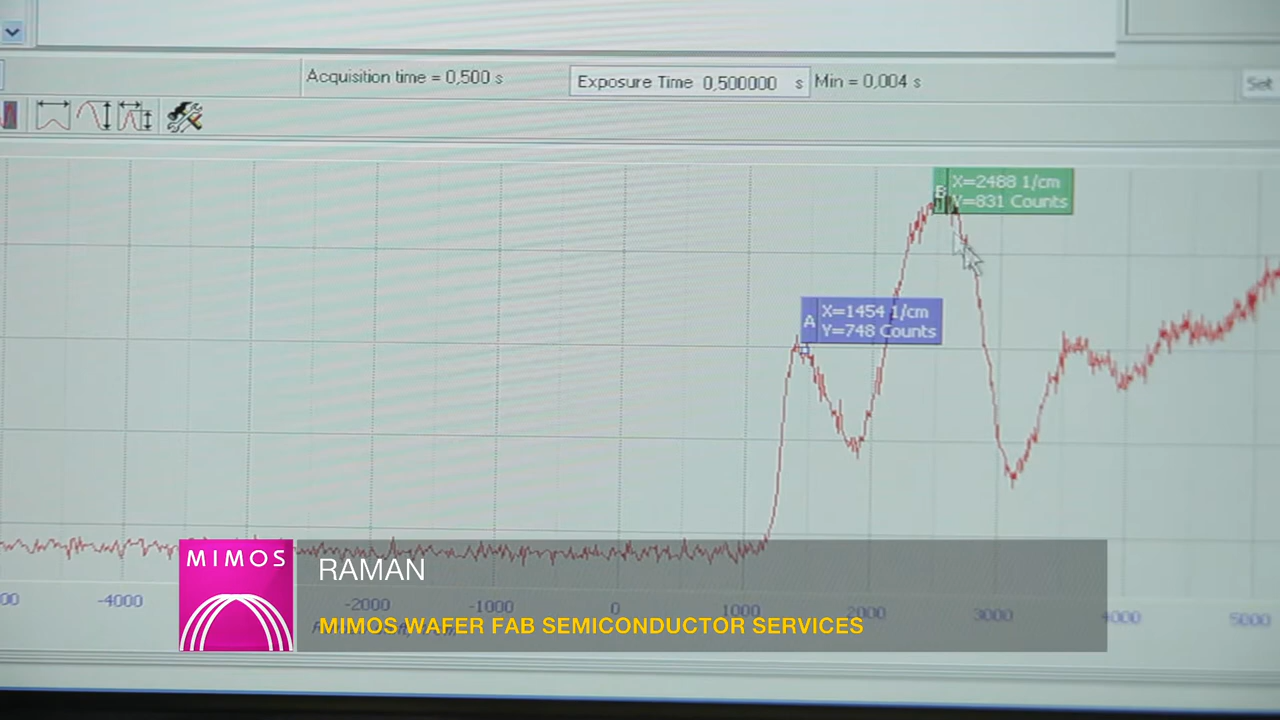 Acquisition time = 0,500 s
Exposure Time 0,500000 s
Min = 0,004 s
Set
B
X=2488 1/cm
Y=831 Counts
A
X=1454 1/cm
Y=748 Counts
-4000 -2000 -1000 0 1000 2000 3000 4000 5000
MIMOS
RAMAN
MIMOS WAFER FAB SEMICONDUCTOR SERVICES